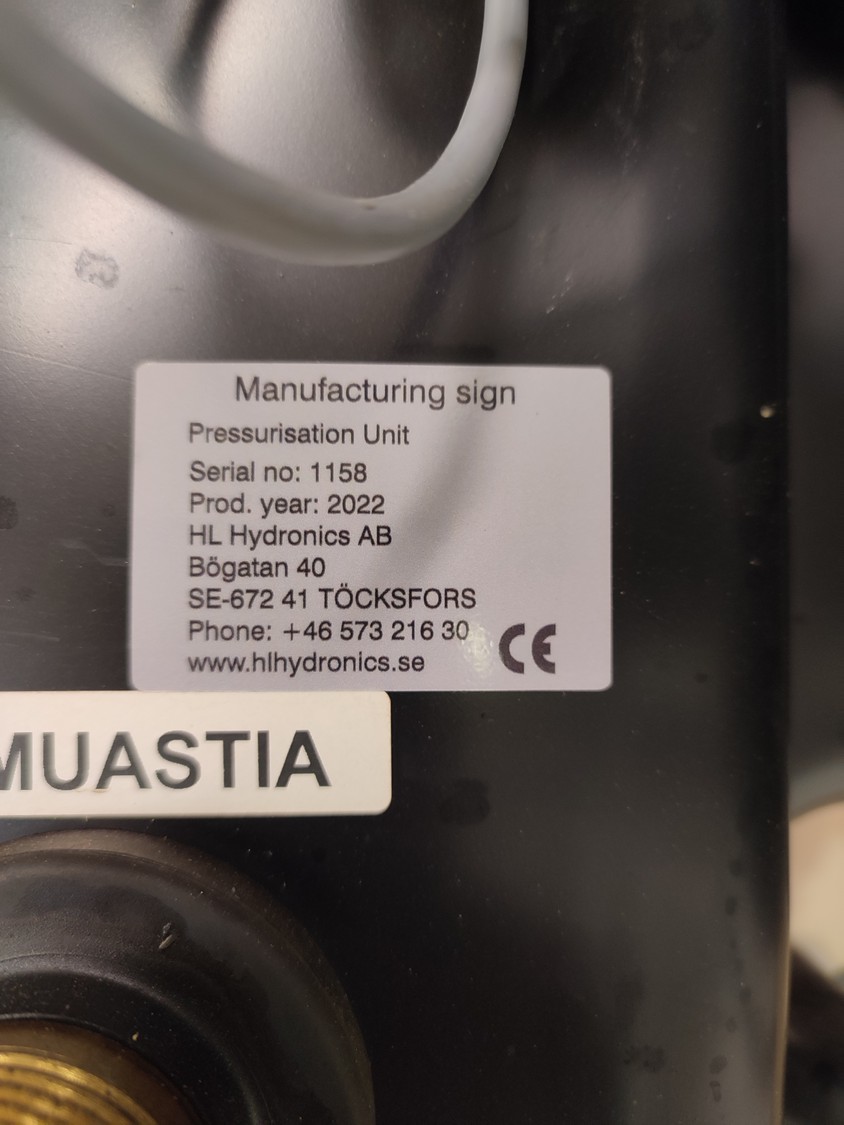 Manufacturing sign
Pressurisation Unit
Serial no: 1158
Prod. year: 2022
HL Hydronics AB
Bögatan 40
SE-672 41 TÖCKSFORS
Phone: +46 573 216 30
www.hlhydronics.se
CE
MUASTIA